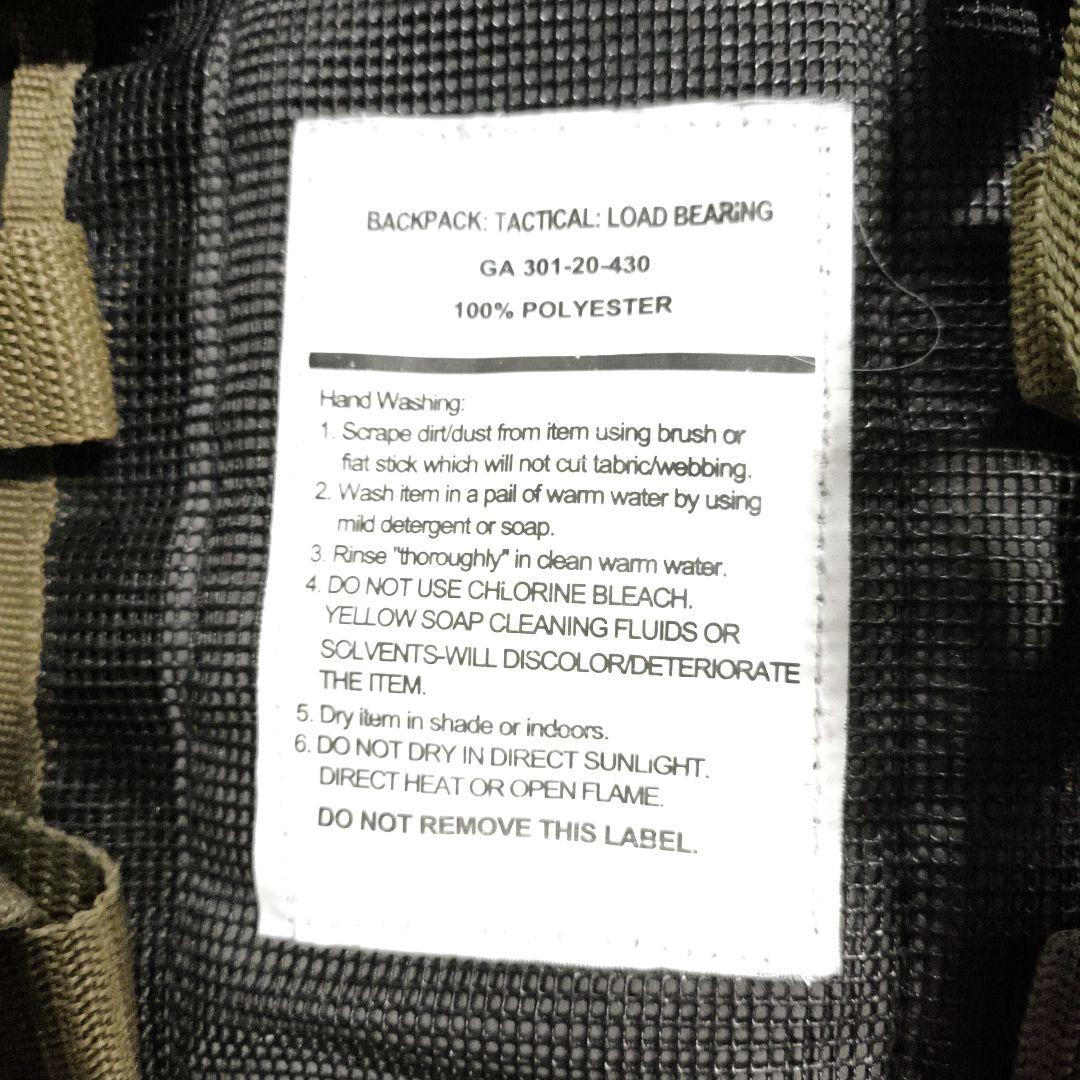 BACKPACK: TACTICAL: LOAD BEARiNG
GA 301-20-430
100% POLYESTER
Hand Washing:
1. Scrape dirt/dust from item using brush or
fiat stick which will not cut tabric/webbing.
2. Wash item in a pail of warm water by using
mild detergent or soap.
3. Rinse "thoroughly" in clean warm water.
4. DO NOT USE CHiLORINE BLEACH.
YELLOW SOAP CLEANING FLUIDS OR
SCLVENTS-WILL DISCOLOR/DETERIORATE
THE ITEM.
5. Dry item in shade or indoors.
6. DO NOT DRY IN DIRECT SUNLiGHT.
DIRECT HEAT OR OPEN FLAME.
DO NOT REMOVE THIS LABEL.